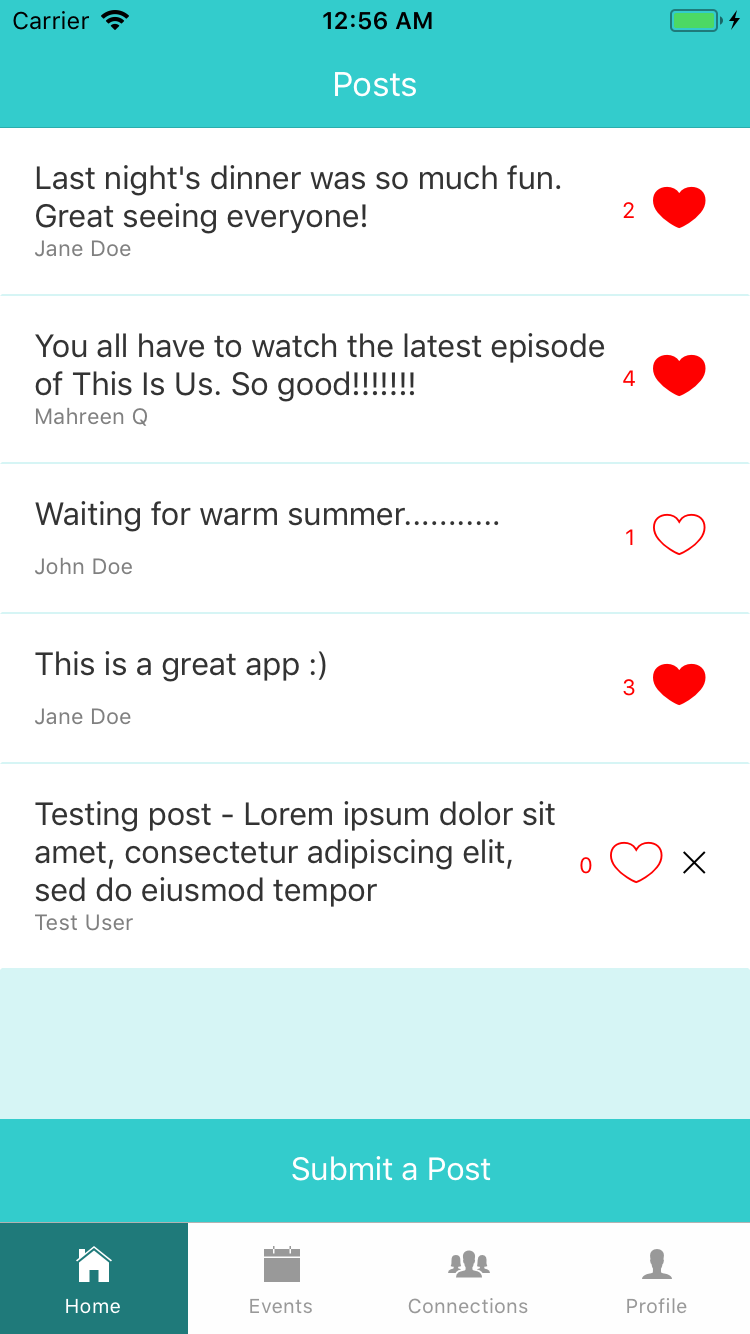 Carrier 12:56 AM
Posts
Last night's dinner was so much fun.
Great seeing everyone!
2
Jane Doe
You all have to watch the latest episode
of This Is Us. So good!!!!!!!
4
Mahreen Q
Waiting for warm summer...........
1
John Doe
This is a great app :)
3
Jane Doe
Testing post - Lorem ipsum dolor sit
amet, consectetur adipiscing elit,
0
sed do eiusmod tempor
Test User
Submit a Post
Home Events Connections Profile